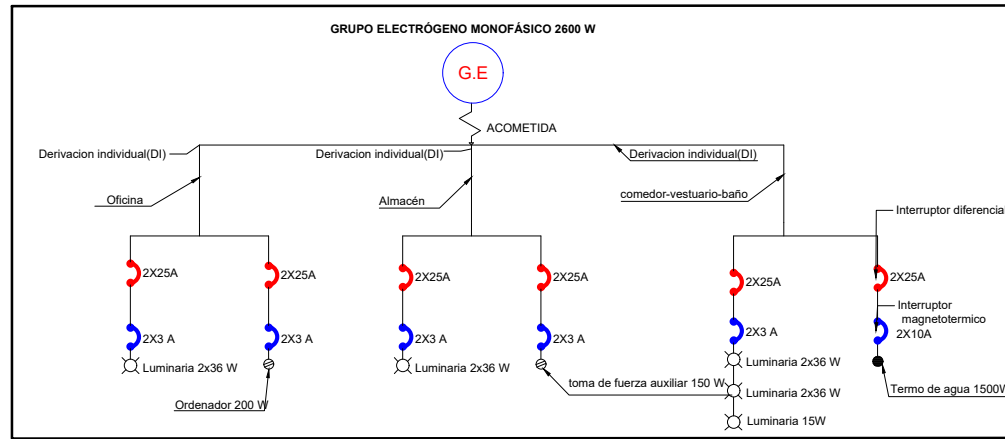 GRUPO ELECTRÓGENO MONOFÁSICO 2600 W
G.E
ACOMETIDA
Derivacion individual(DI)
Derivacion individual(DI)
Derivacion individual(DI)
Oficina
Almacén
comedor-vestuario-baño
Interruptor diferencial
2X25A
2X25A
2X25A
2X25A
2X25A
2X25A
Interruptor
magnetotermico
2X3 A
2X3 A
2X3 A
2X3 A
2X3 A
2X10A
Luminaria 2x36 W
Luminaria 2x36 W
Luminaria 2x36 W
toma de fuerza auxiliar 150 W
Luminaria 2x36 W
Termo de agua 1500W
Ordenador 200 W
Luminaria 15W